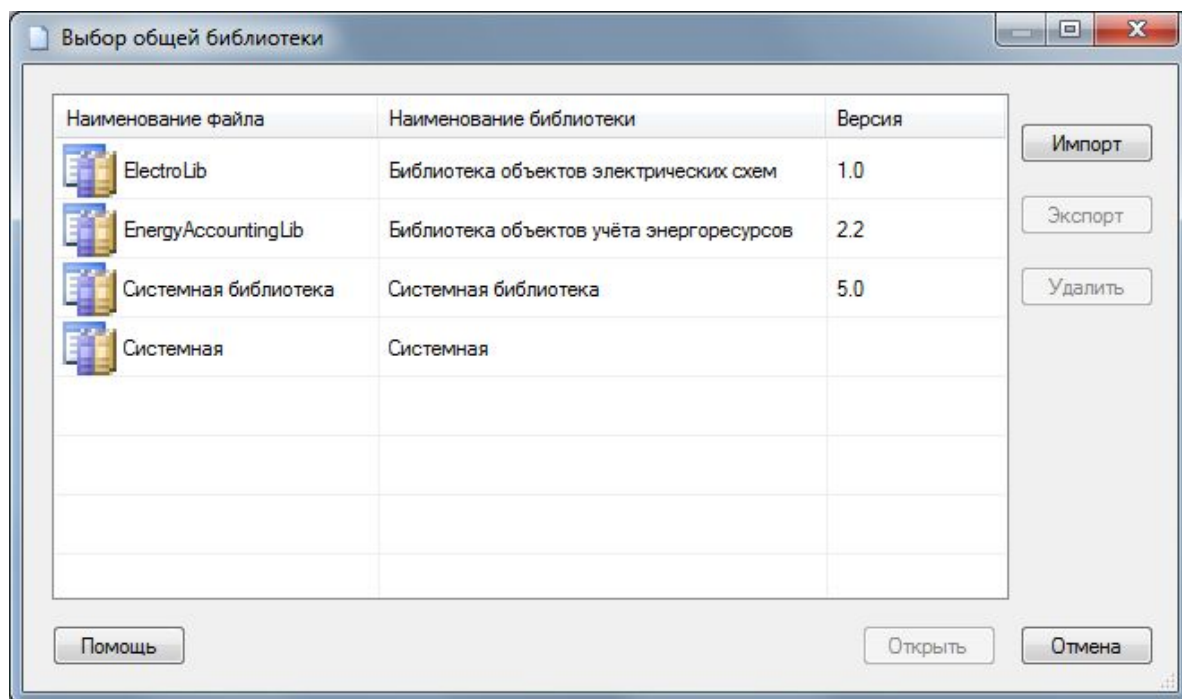 Выбор общей библиотеки
Наименование файла Наименование библиотеки Версия
ElectroLib Библиотека объектов электрических схем 1.0
EnergyAccountingLib Библиотека объектов учёта энергоресурсов 2.2
Системная библиотека Системная библиотека 5.0
Системная Системная
Импорт
Экспорт
Удалить
Помощь Открыть Отмена